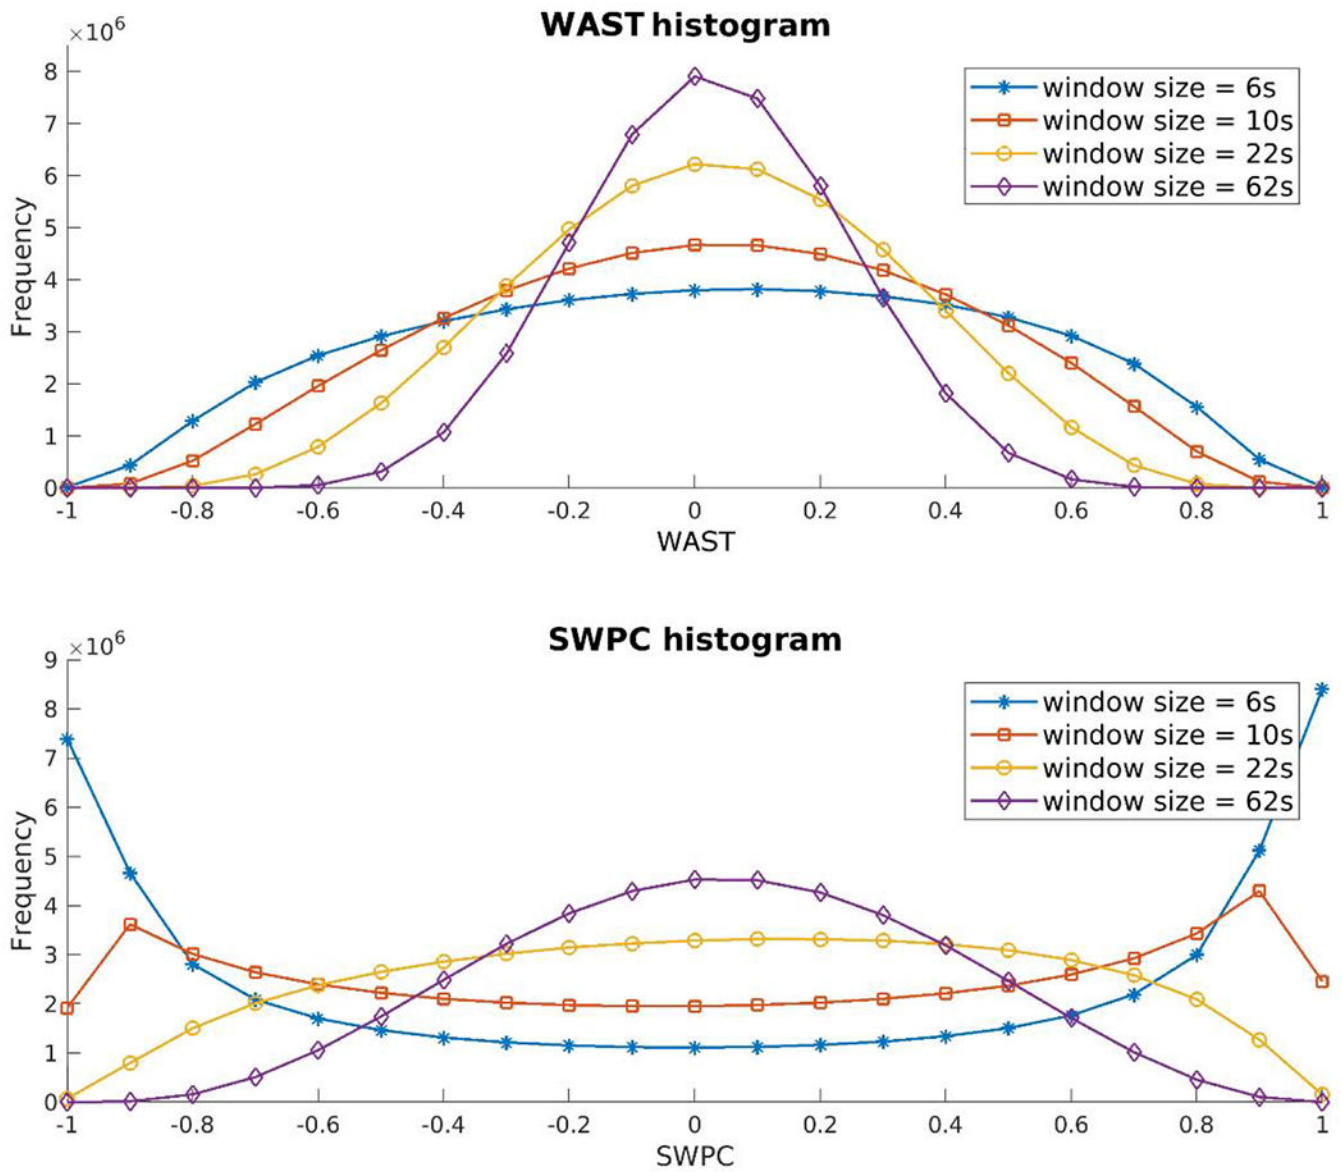 WAST histogram
×10⁶
8
7
6
5
4
3
2
1
0
Frequency
window size = 6s
window size = 10s
window size = 22s
window size = 62s
-1 -0.8 -0.6 -0.4 -0.2 0 0.2 0.4 0.6 0.8 1
WAST
SWPC histogram
×10⁶
9
8
7
6
5
4
3
2
1
0
Frequency
window size = 6s
window size = 10s
window size = 22s
window size = 62s
-1 -0.8 -0.6 -0.4 -0.2 0 0.2 0.4 0.6 0.8 1
SWPC